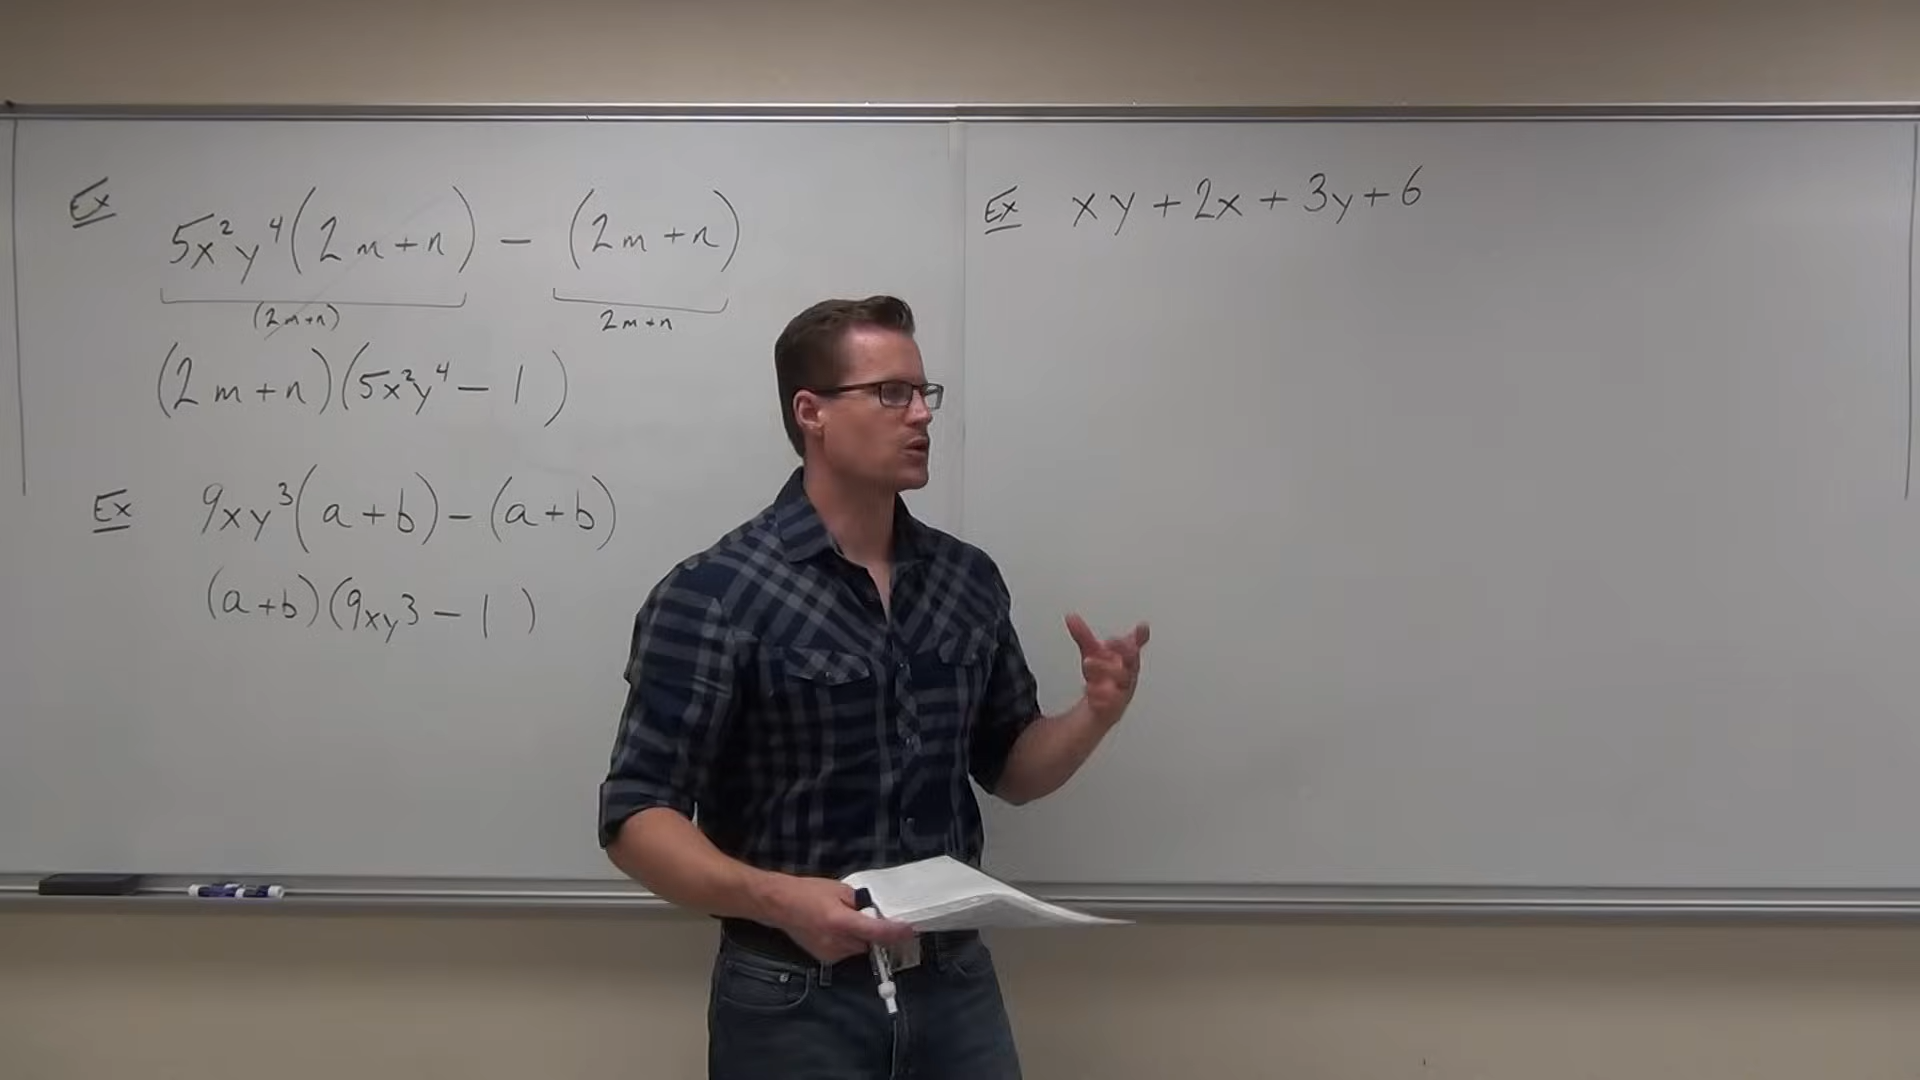 Ex
5x²y⁴(2m+n) − (2m+n)
(2m+n) 2m+n
(2m+n)(5x²y⁴ − 1)
Ex 9xy³(a+b) − (a+b)
(a+b)(9xy3 − 1)
Ex xy + 2x + 3y + 6